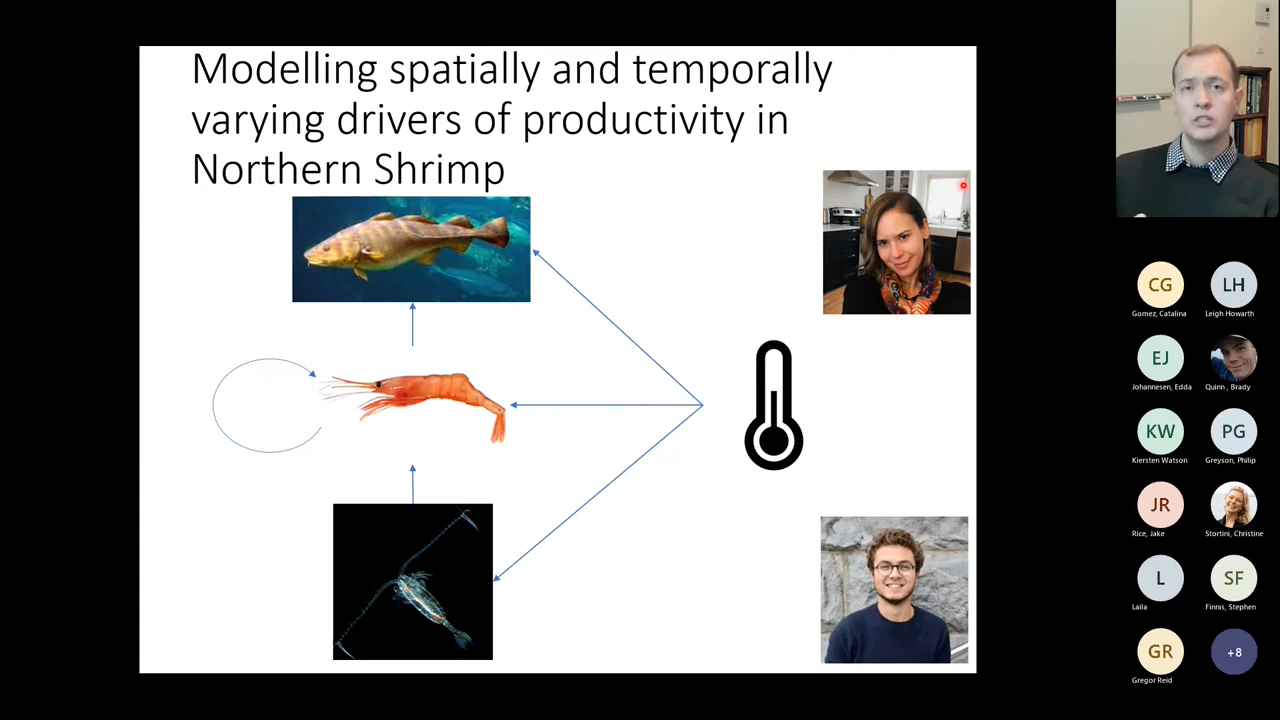 Modelling spatially and temporally
varying drivers of productivity in
Northern Shrimp
CG
LH
Gomez, Catalina
Leigh Howarth
EJ
Johannesen, Edda
Quinn , Brady
KW
PG
Kiersten Watson
Greyson, Philip
JR
Rice, Jake
Stortini, Christine
L
SF
Laila
Finnis, Stephen
GR
+8
Gregor Reid